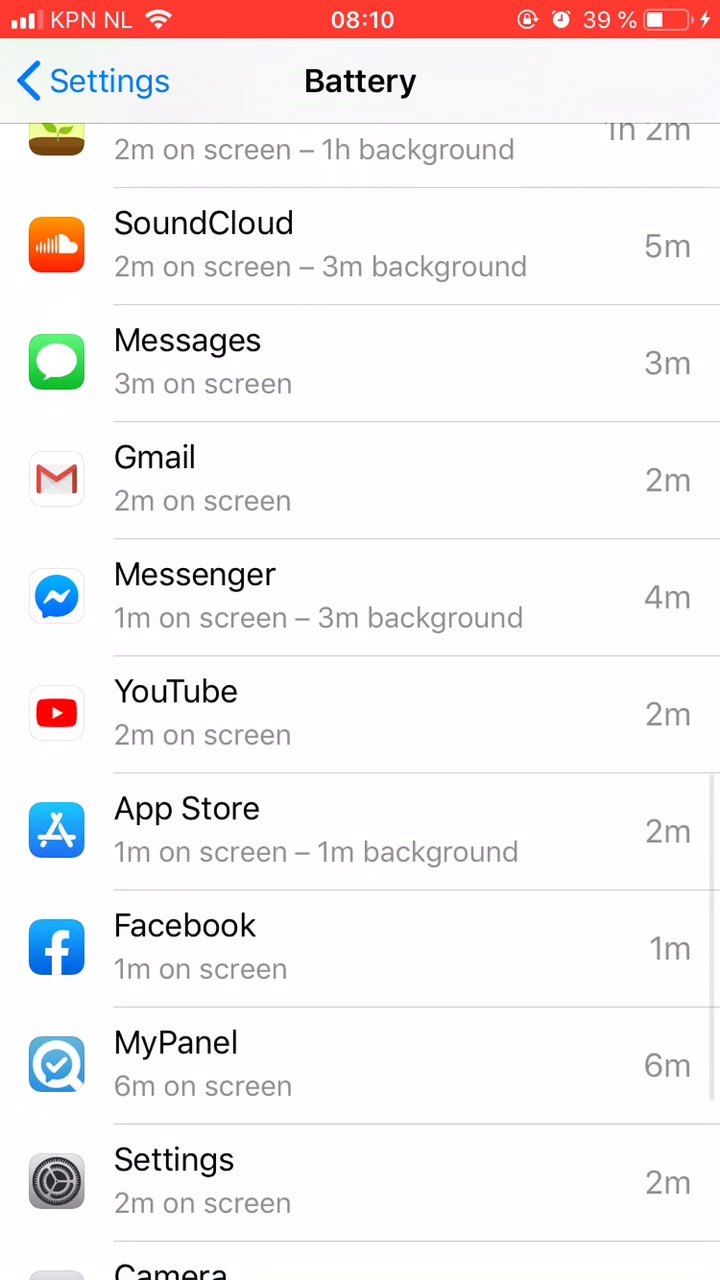 KPN NL 08:10 39 %
Settings Battery
1h 2m
2m on screen – 1h background
SoundCloud
2m on screen – 3m background
5m
Messages
3m on screen
3m
Gmail
2m on screen
2m
Messenger
1m on screen – 3m background
4m
YouTube
2m on screen
2m
App Store
1m on screen – 1m background
2m
Facebook
1m on screen
1m
MyPanel
6m on screen
6m
Settings
2m on screen
2m
Camera